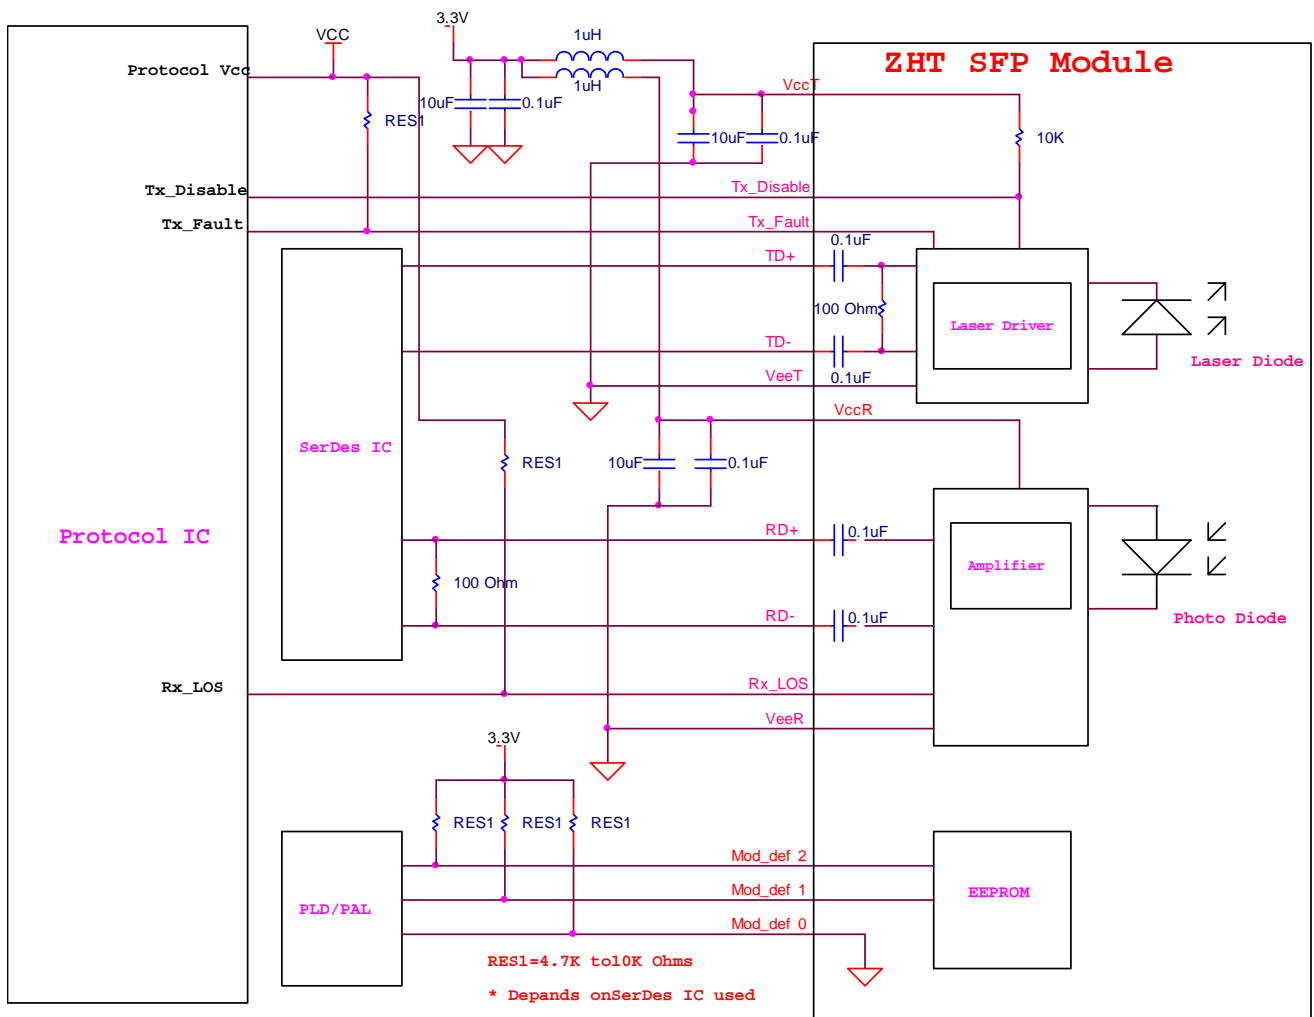 3.3V
VCC
1uH
ZHT SFP Module
Protocol Vcc
1uH
VccT
10uF
0.1uF
RES1
10uF
0.1uF
10K
Tx_Disable
Tx_Disable
Tx_Fault
Tx_Fault
0.1uF
TD+
100 Ohm
Laser Driver
TD-
Laser Diode
VeeT
0.1uF
VccR
SerDes IC
RES1
10uF
0.1uF
Protocol IC
RD+
0.1uF
Amplifier
100 Ohm
RD-
0.1uF
Photo Diode
Rx_LOS
Rx_LOS
VeeR
3.3V
RES1
RES1
RES1
Mod_def 2
Mod_def 1
EEPROM
PLD/PAL
Mod_def 0
RES1=4.7K to10K Ohms
* Depands onSerDes IC used